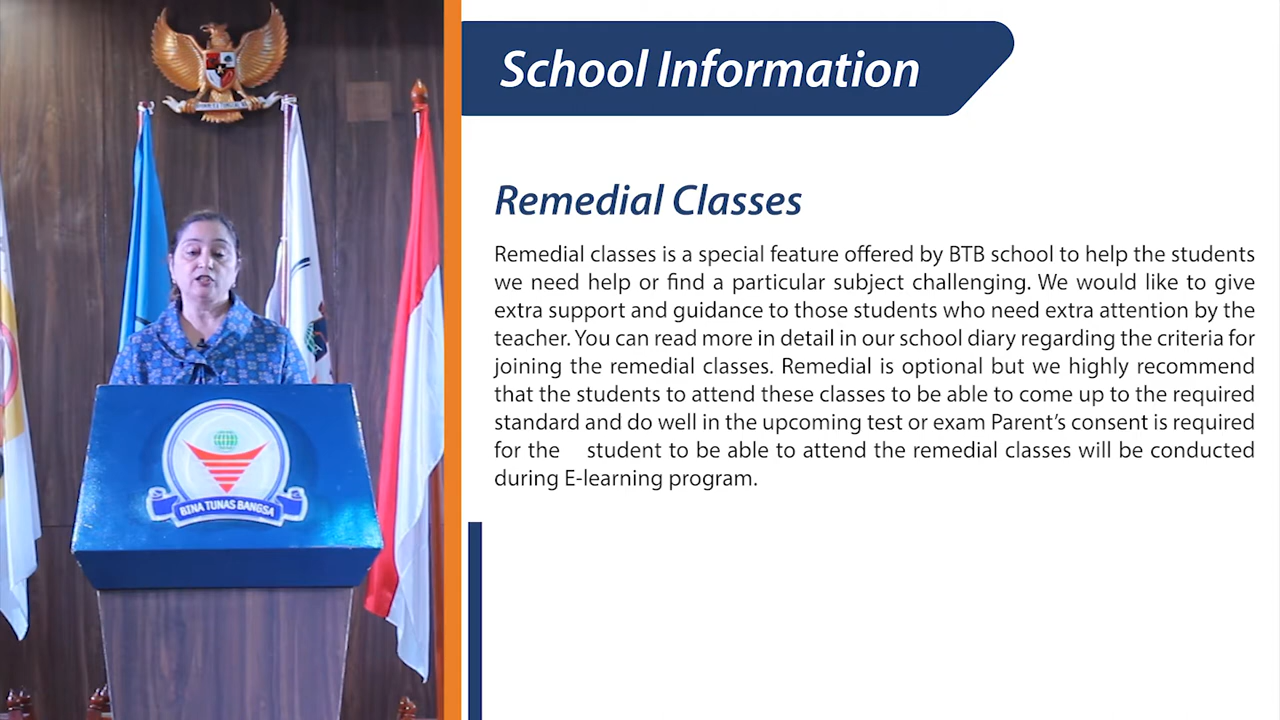 School Information
Remedial Classes
Remedial classes is a special feature offered by BTB school to help the students
we need help or find a particular subject challenging. We would like to give
extra support and guidance to those students who need extra attention by the
teacher. You can read more in detail in our school diary regarding the criteria for
joining the remedial classes. Remedial is optional but we highly recommend
that the students to attend these classes to be able to come up to the required
standard and do well in the upcoming test or exam Parent’s consent is required
for the student to be able to attend the remedial classes will be conducted
during E-learning program.
BINA TUNAS BANGSA